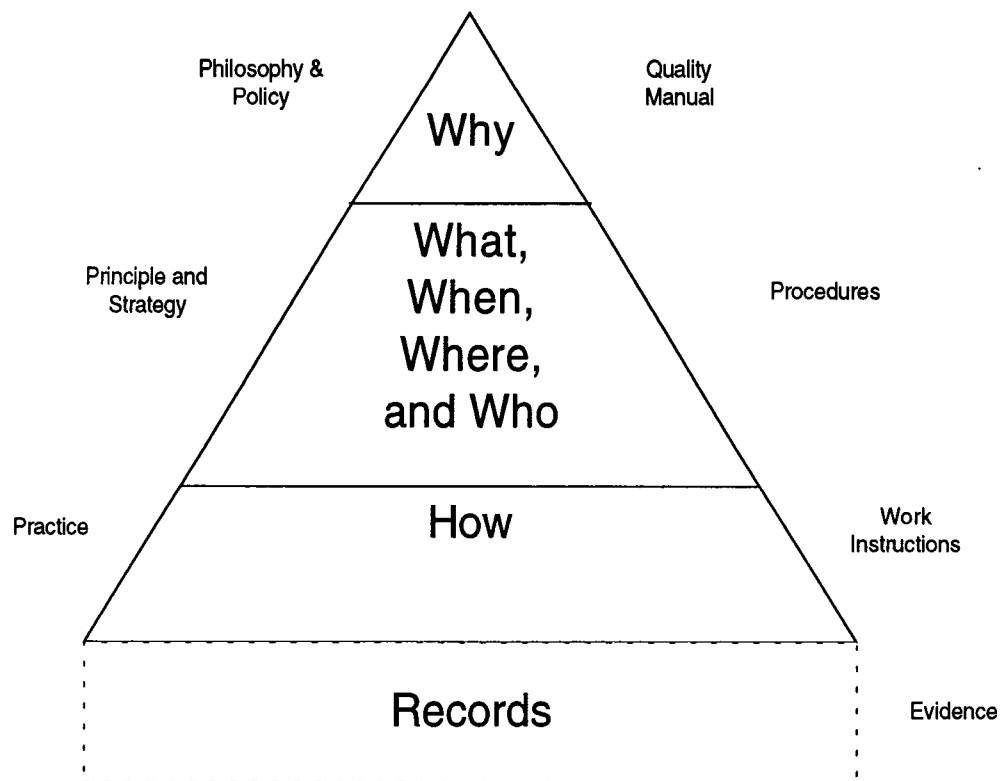 Philosophy &
Policy
Why
Quality
Manual
Principle and
Strategy
What,
When,
Where,
and Who
Procedures
Practice
How
Work
Instructions
Records
Evidence